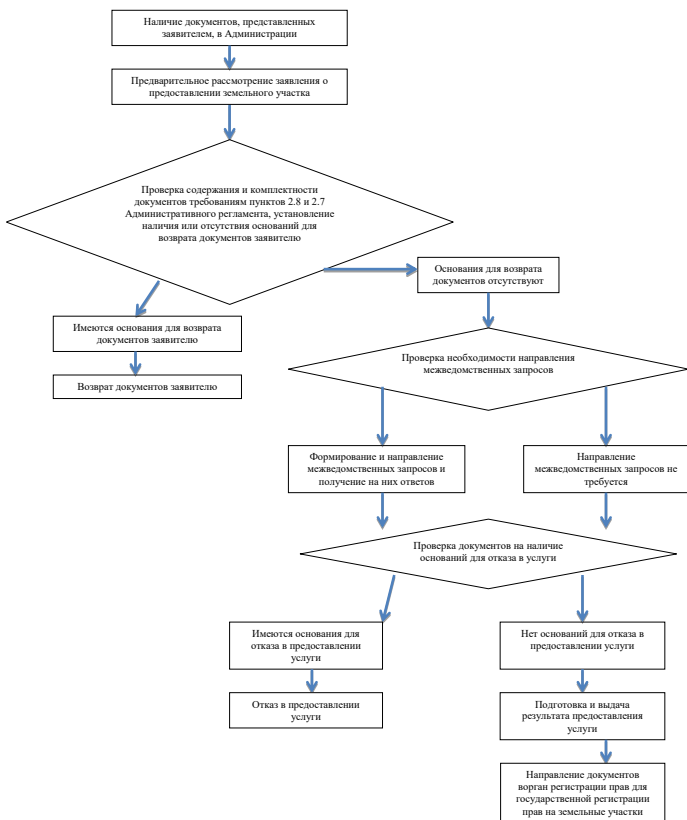 Наличие документов, представленных
заявителем, в Администрации
Предварительное рассмотрение заявления о
предоставлении земельного участка
Проверка содержания и комплектности
документов требованиям пунктов 2.8 и 2.7
Административного регламента, установление
наличия или отсутствия оснований для
возврата документов заявителю
Основания для возврата
документов отсутствуют
Имеются основания для возврата
документов заявителю
Возврат документов заявителю
Проверка необходимости направления
межведомственных запросов
Формирование и направление
межведомственных запросов и
получение на них ответов
Направление
межведомственных запросов не
требуется
Проверка документов на наличие
оснований для отказа в услуги
Имеются основания для
отказа в предоставлении
услуги
Отказ в предоставлении
услуги
Нет оснований для отказа в
предоставлении услуги
Подготовка и выдача
результата предоставления
услуги
Направление документов
ворган регистрации прав для
государственной регистрации
прав на земельные участки